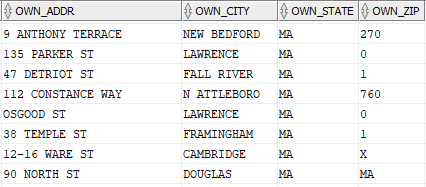 OWN_ADDR OWN_CITY OWN_STATE OWN_ZIP
9 ANTHONY TERRACE NEW BEDFORD MA 270
135 PARKER ST LAWRENCE MA 0
47 DETRIOT ST FALL RIVER MA 1
112 CONSTANCE WAY N ATTLEBORO MA 760
OSGOOD ST LAWRENCE MA 0
38 TEMPLE ST FRAMINGHAM MA 1
12-16 WARE ST CAMBRIDGE MA X
90 NORTH ST DOUGLAS MA MA